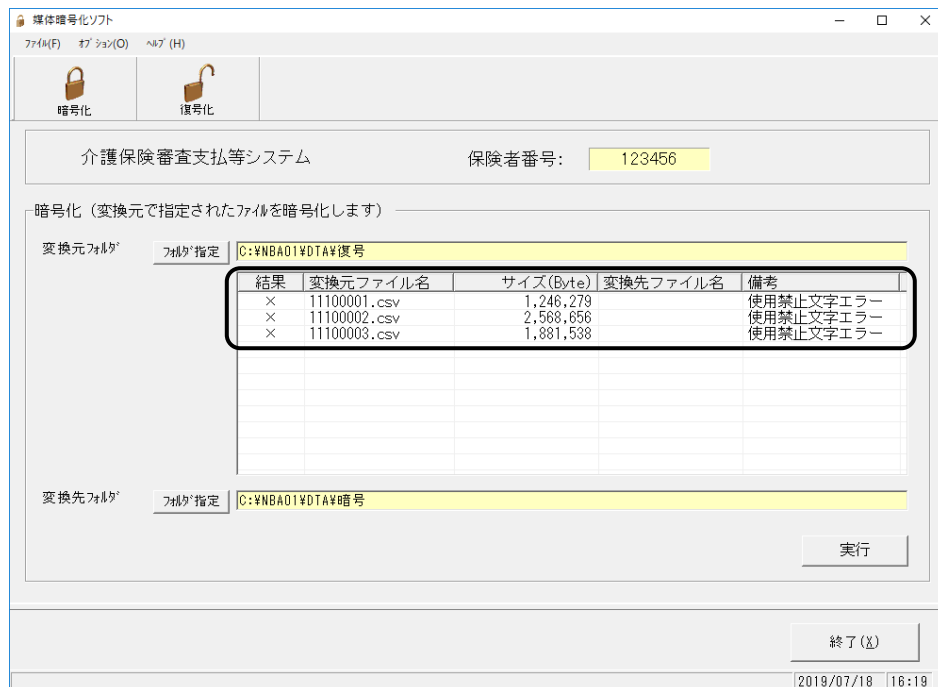 媒体暗号化ソフト
ﾌｧｲﾙ(F) ｵﾌﾟｼｮﾝ(O) ﾍﾙﾌﾟ(H)
暗号化 復号化
介護保険審査支払等システム 保険者番号: 123456
暗号化（変換元で指定されたﾌｧｲﾙを暗号化します）
変換元ﾌｫﾙﾀﾞ ﾌｫﾙﾀﾞ指定 C:¥NBA01¥DTA¥復号
結果 変換元ファイル名 サイズ(Byte) 変換先ファイル名 備考
× 11100001.csv 1,246,279 使用禁止文字エラー
× 11100002.csv 2,568,656 使用禁止文字エラー
× 11100003.csv 1,881,538 使用禁止文字エラー
変換先ﾌｫﾙﾀﾞ ﾌｫﾙﾀﾞ指定 C:¥NBA01¥DTA¥暗号
実行
終了(X)
2019/07/18 16:19